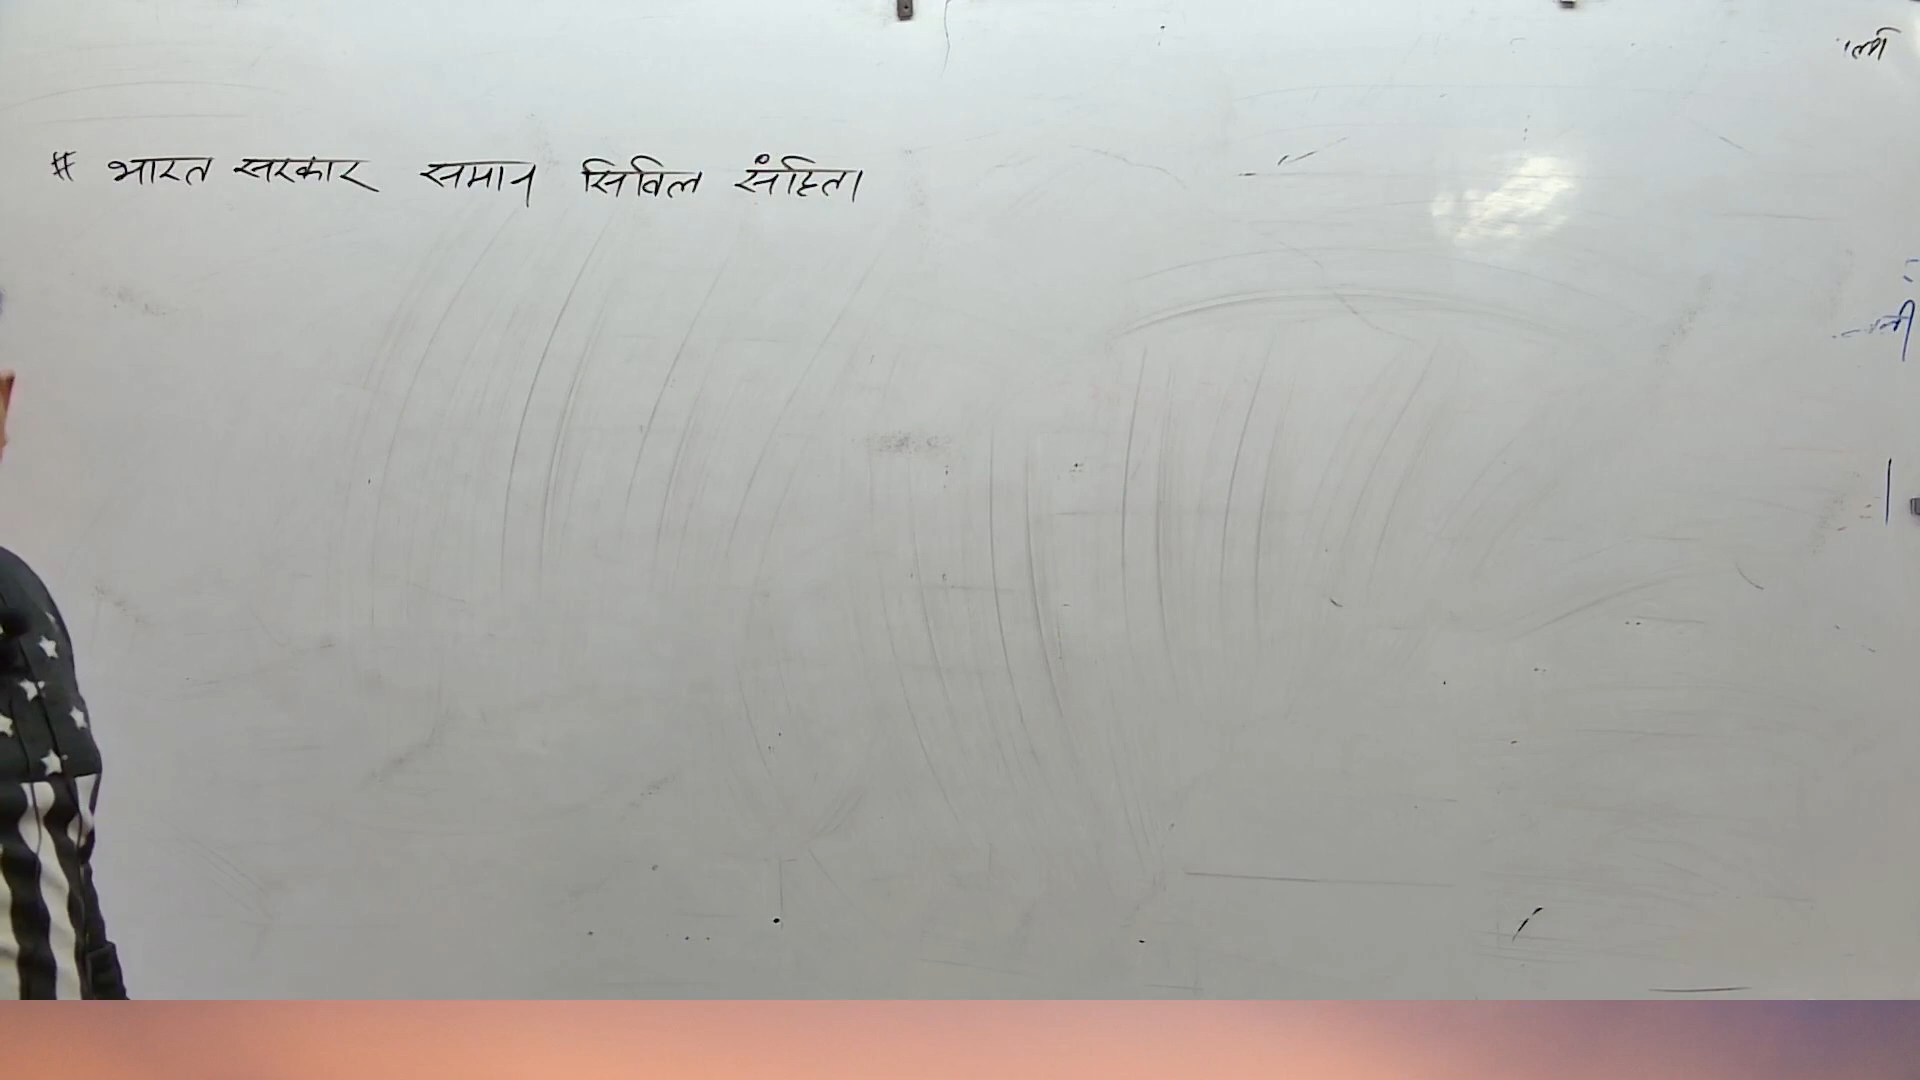 # भारत सरकार समान सिविल संहिता